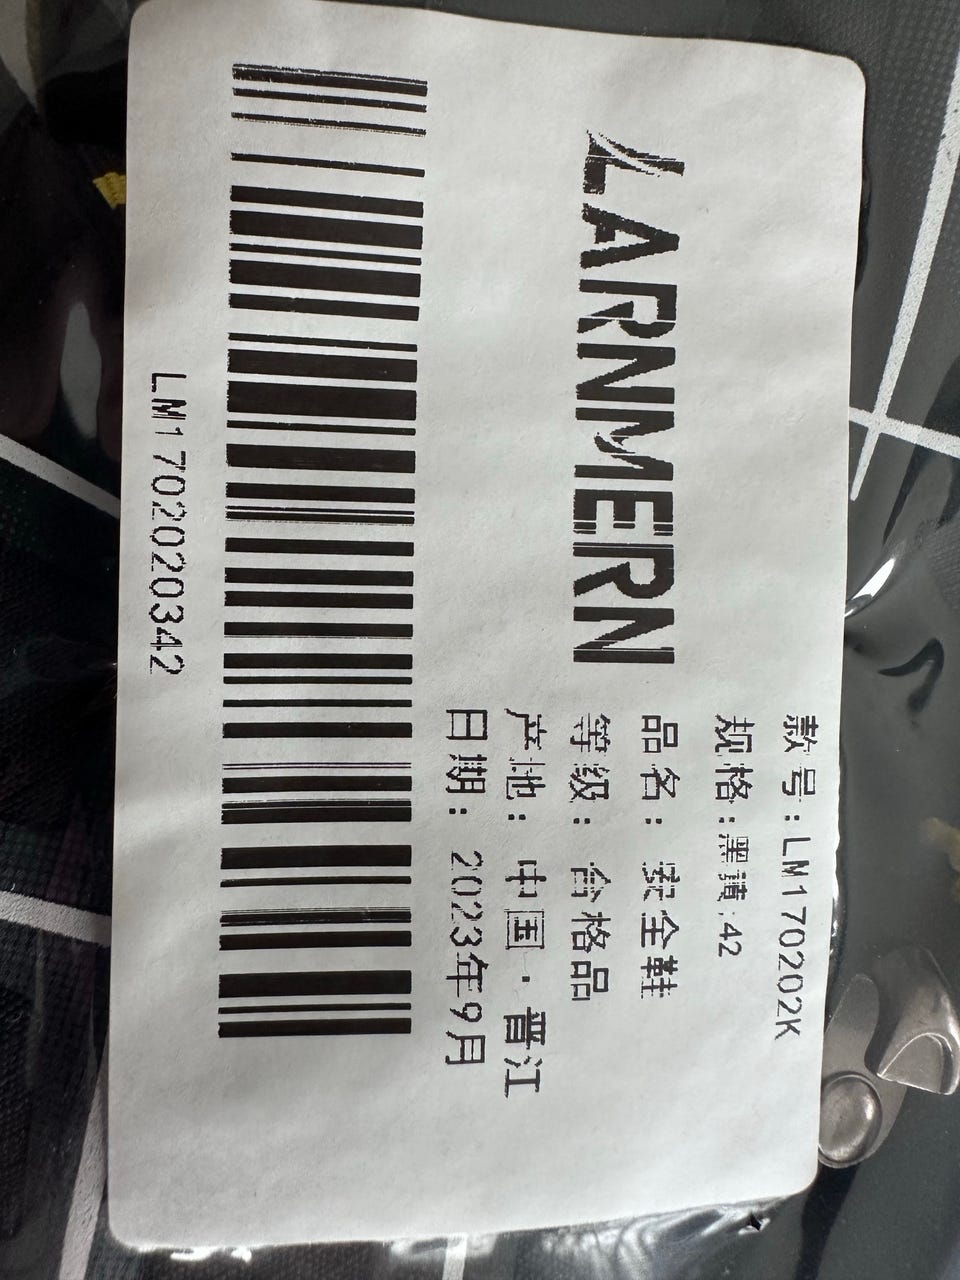 LARNMERN
款号:LM170202K
规格:黑黄:42
品名: 安全鞋
等级: 合格品
产地: 中国·晋江
日期: 2023年9月
LM1702020342